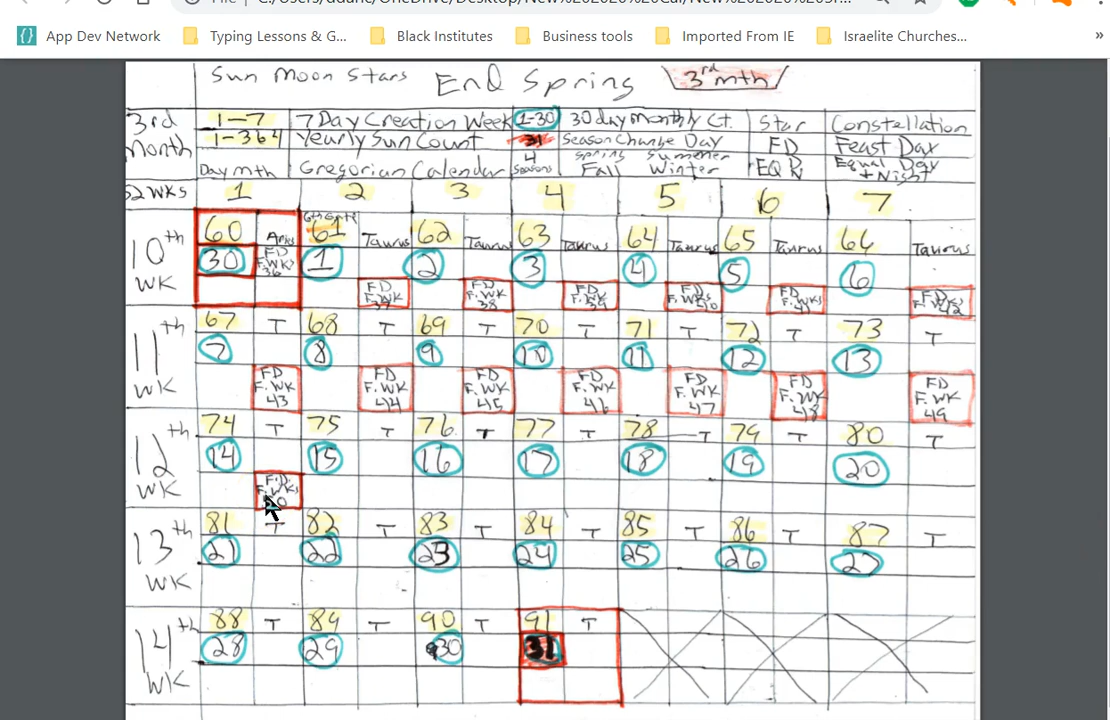 App Dev Network Typing Lessons & G... Black Institutes Business tools Imported From IE Israelite Churches... »
Sun Moon Stars End Spring 3rd mth
3rd Month
1-7 7 Day Creation Week 1-30 30 day monthly Ct. Star Constellation
1-364 Yearly Sun Count 31 Season Change Day FD Feast Day
Day mth Gregorian Calendar 4 Seasons Spring Summer Fall Winter EQ D N Equal Day + Night
52 WKS 1 2 3 4 5 6 7
10th WK
60 Aries 61 Taurus 62 Taurus 63 Taurus 64 Taurus 65 Taurus 66 Taurus
30 FD F.WKS 36 1 2 3 4 5 6
FD F.WK FD F.WK 38 FD F.WK 39 FD F.WKS 40 FD F.WKS 41 FD F.WKS 42
11th WK
67 T 68 T 69 T 70 T 71 T 72 T 73 T
7 8 9 10 11 12 13
FD F.WK 43 FD F.WK 44 FD F.WK 45 FD F.WK 46 FD F.WK 47 FD F.WK 48 FD F.WK 49
12th WK
74 T 75 T 76 T 77 T 78 T 79 T 80 T
14 15 16 17 18 19 20
F.D. F.WKS
13th WK
81 T 82 T 83 T 84 T 85 T 86 T 87 T
21 22 23 24 25 26 27
14th WK
88 T 89 T 90 T 91 T
28 29 30 31